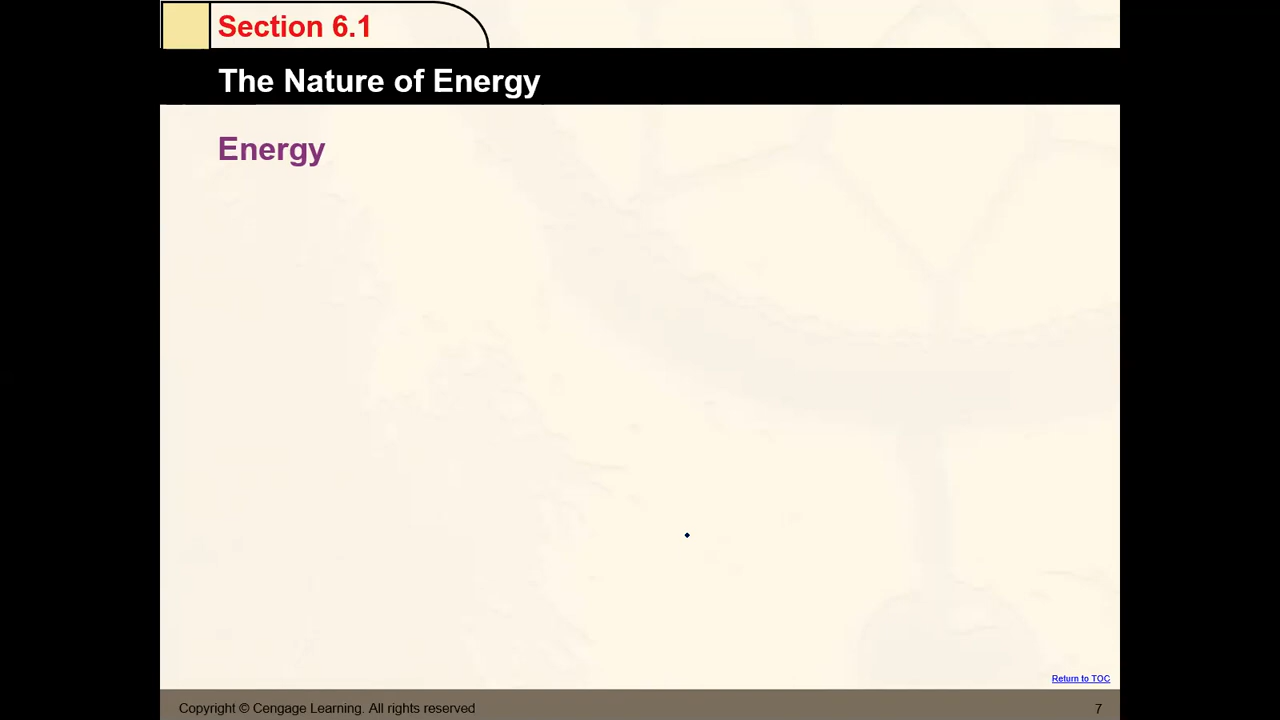 Section 6.1
The Nature of Energy
Energy
Return to TOC
Copyright © Cengage Learning. All rights reserved
7